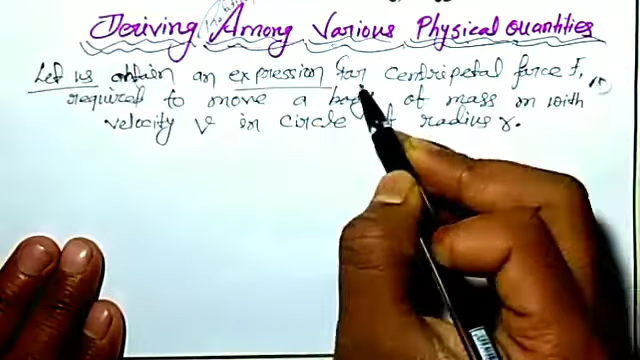 Deriving Among Various Physical Quantities
Let us obtain an expression for centripetal force F,
required to move a body of mass m with
velocity v in circle of radius r.